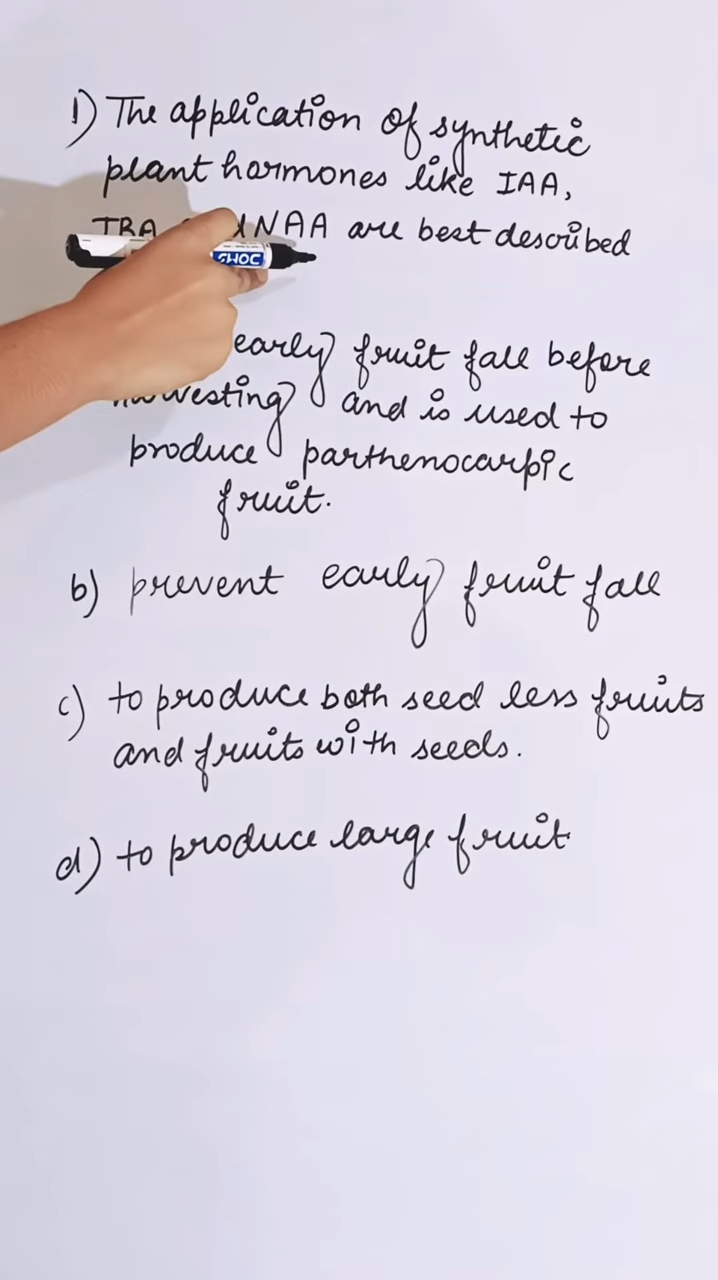 1) The application of synthetic
plant hormones like IAA,
IBA NAA are best described
early fruit fall before
harvesting and is used to
produce parthenocarpic
fruit.
b) prevent early fruit fall
c) to produce both seed less fruits
and fruits with seeds.
d) to produce large fruit